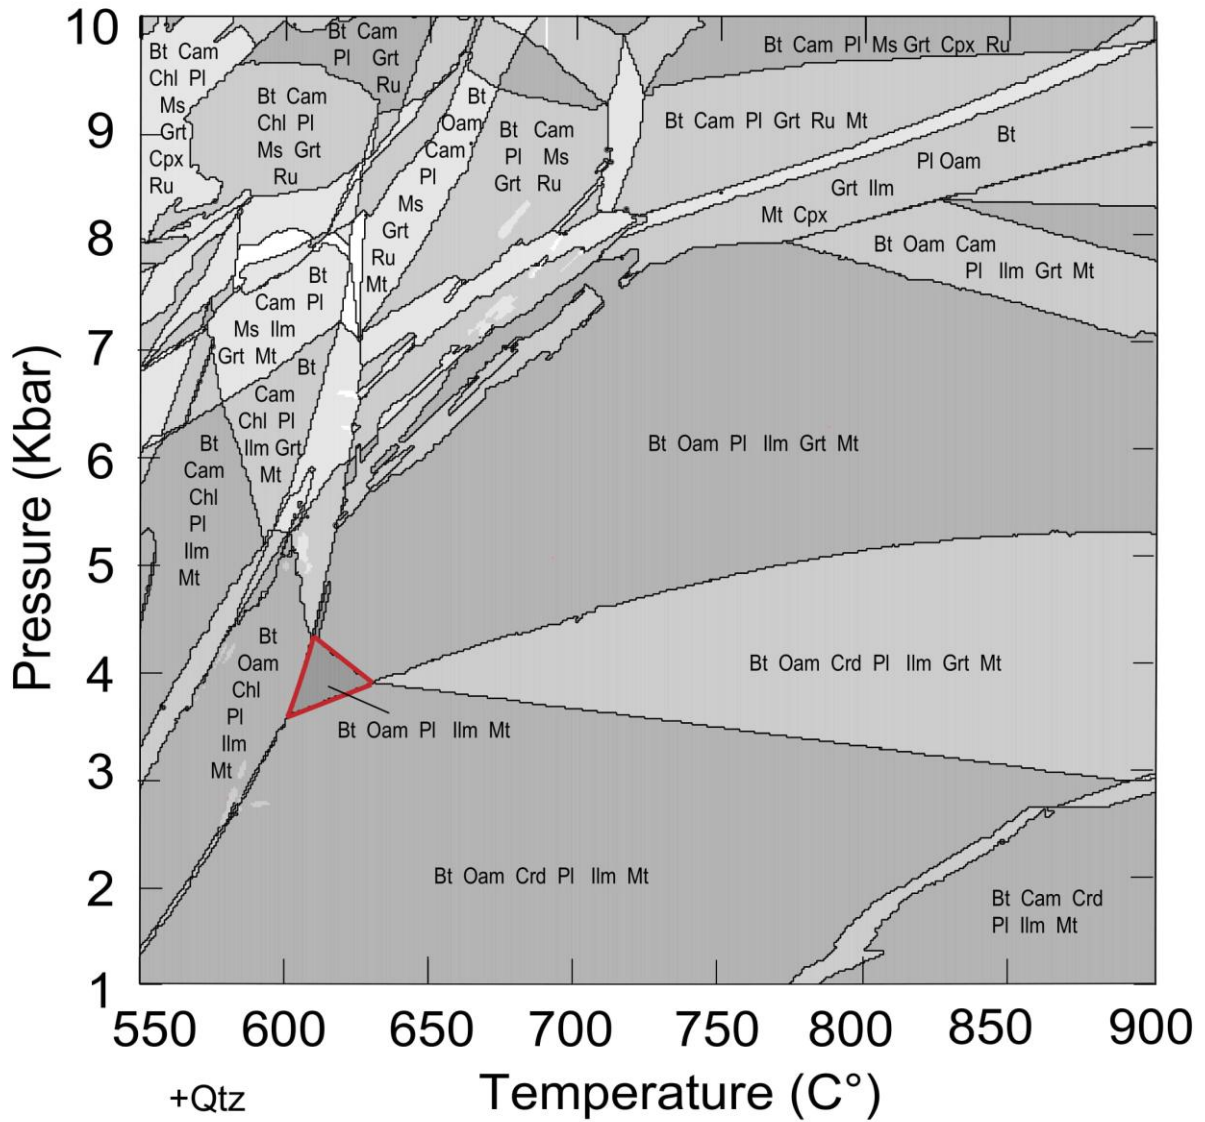 10
9
8
7
6
5
4
3
2
1
Pressure (Kbar)
550 600 650 700 750 800 850 900
Temperature (C°)
+Qtz
Bt Cam
Chl Pl
Ms
Grt
Cpx
Ru
Bt Cam
Pl Grt
Ru
Bt Cam
Chl Pl
Ms Grt
Ru
Bt
Oam
Cam
Pl
Ms
Grt
Ru
Mt
Bt Cam
Pl Ms
Grt Ru
Bt Cam Pl Ms Grt Cpx Ru
Bt Cam Pl Grt Ru Mt
Bt
Pl Oam
Grt Ilm
Mt Cpx
Bt Oam Cam
Pl Ilm Grt Mt
Bt
Cam Pl
Ms Ilm
Grt Mt
Bt
Cam
Chl Pl
Ilm Grt
Mt
Bt
Cam
Chl
Pl
Ilm
Mt
Bt Oam Pl Ilm Grt Mt
Bt
Oam
Chl
Pl
Ilm
Mt
Bt Oam Crd Pl Ilm Grt Mt
Bt Oam Pl Ilm Mt
Bt Oam Crd Pl Ilm Mt
Bt Cam Crd
Pl Ilm Mt